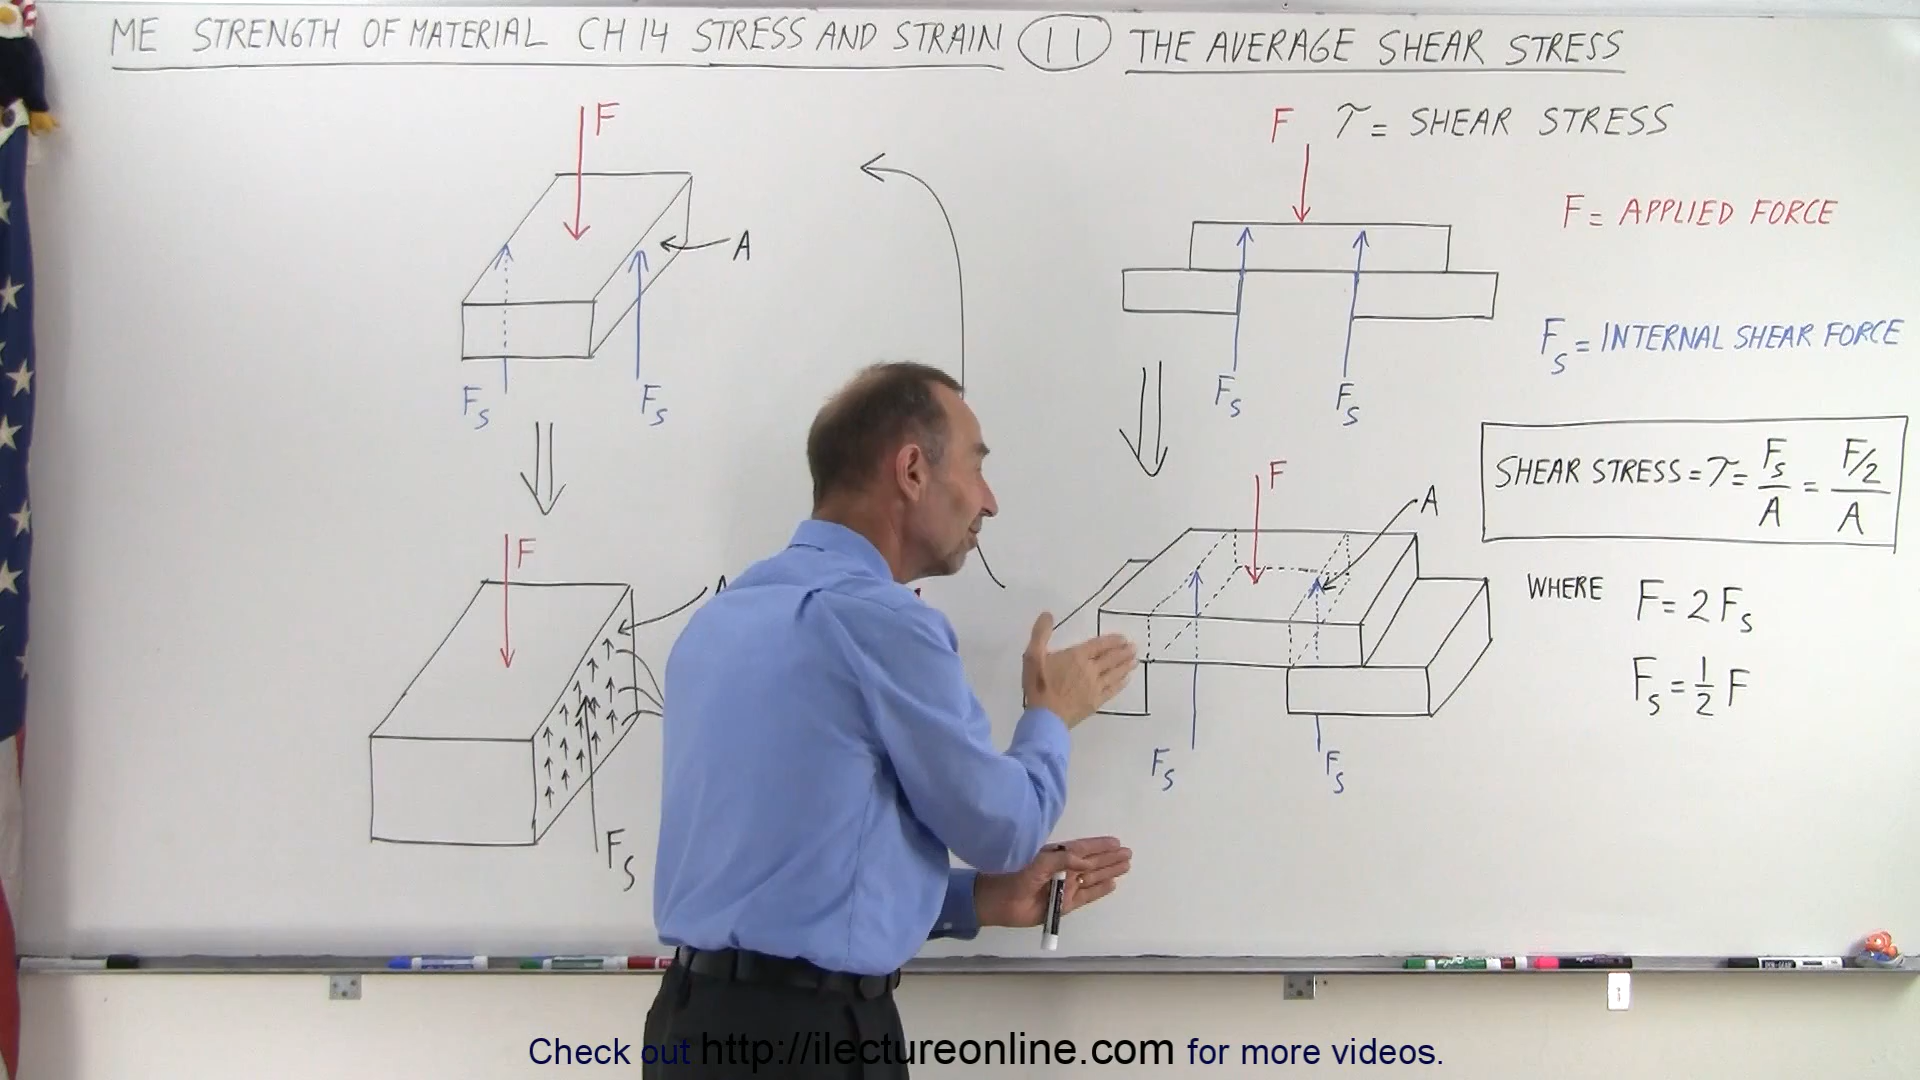 ME STRENGTH OF MATERIAL CH 14 STRESS AND STRAIN 11 THE AVERAGE SHEAR STRESS
F
A
Fs
Fs
F
Fs
F
τ = SHEAR STRESS
F = APPLIED FORCE
Fs = INTERNAL SHEAR FORCE
Fs
Fs
SHEAR STRESS = τ = Fs/A = F/2/A
F
A
WHERE F = 2Fs
Fs = 1/2 F
Fs
Fs
Check out http://ilectureonline.com for more videos.